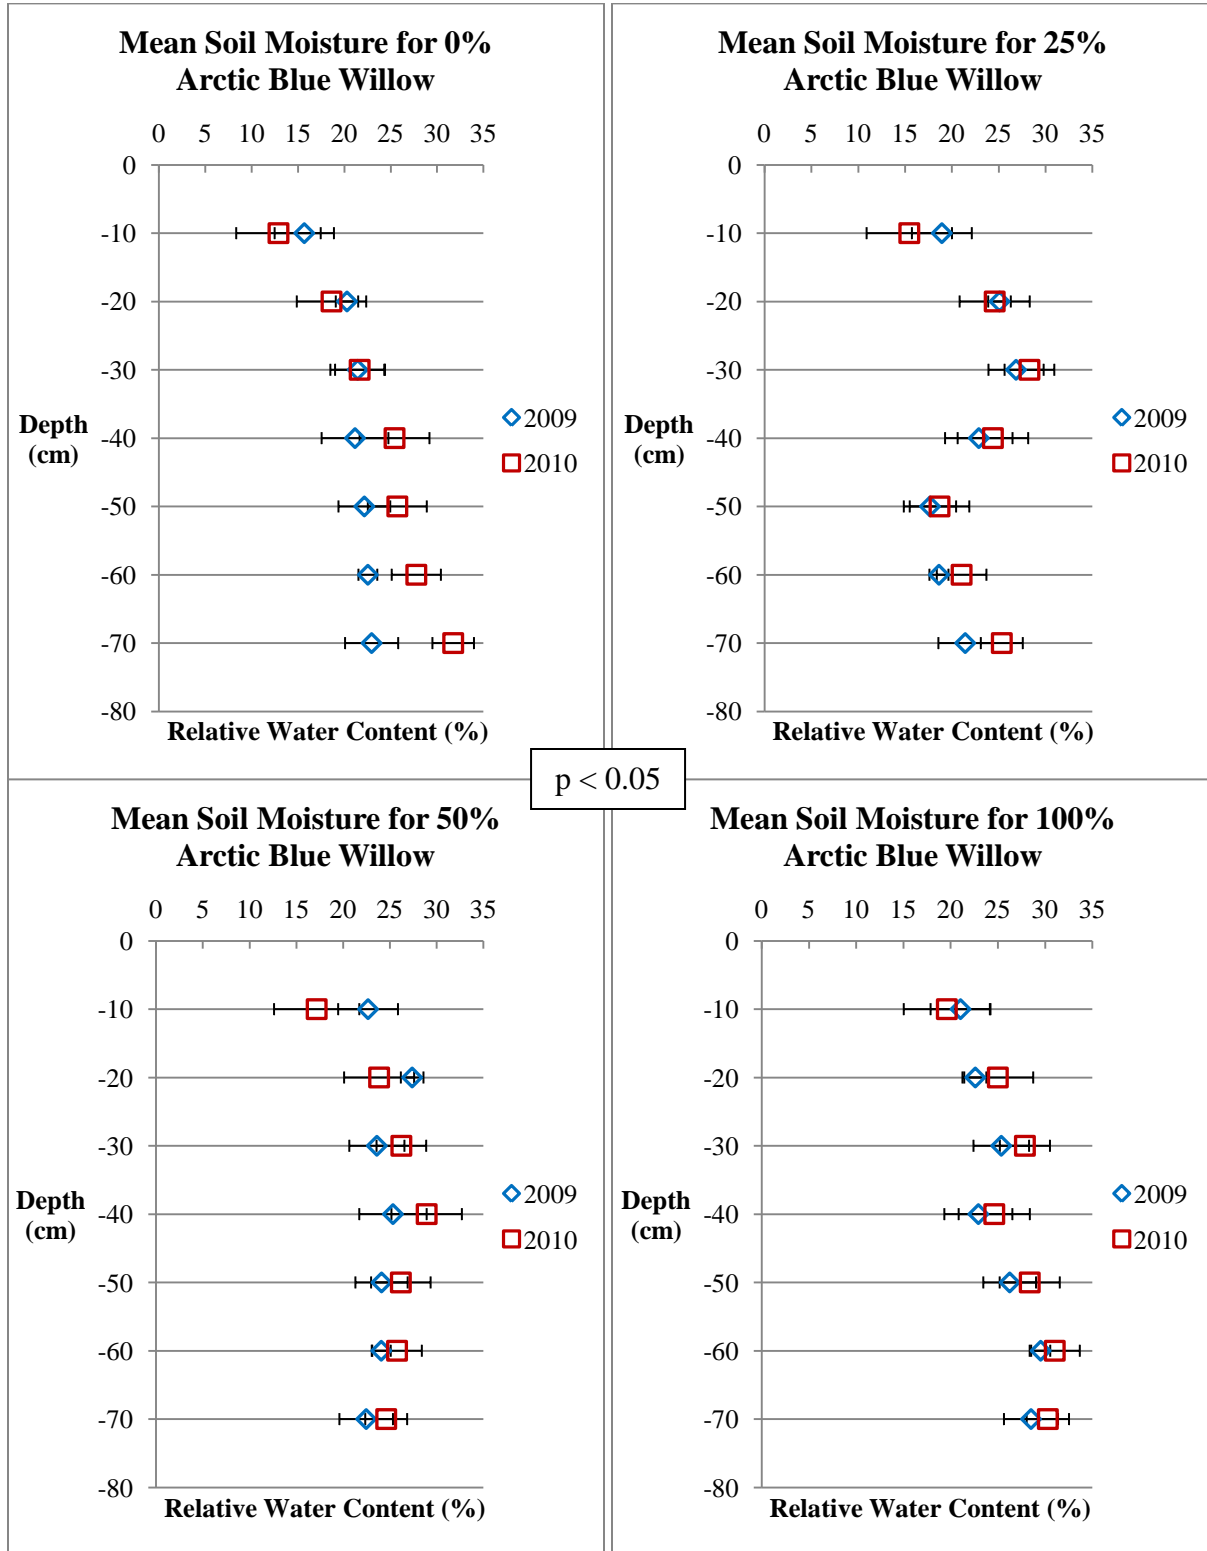 Mean Soil Moisture for 0%
Arctic Blue Willow
0 5 10 15 20 25 30 35
0
-10
-20
-30
-40
-50
-60
-70
-80
Depth
(cm)
2009
2010
Relative Water Content (%)
Mean Soil Moisture for 25%
Arctic Blue Willow
0 5 10 15 20 25 30 35
0
-10
-20
-30
-40
-50
-60
-70
-80
Depth
(cm)
2009
2010
Relative Water Content (%)
p < 0.05
Mean Soil Moisture for 50%
Arctic Blue Willow
0 5 10 15 20 25 30 35
0
-10
-20
-30
-40
-50
-60
-70
-80
Depth
(cm)
2009
2010
Relative Water Content (%)
Mean Soil Moisture for 100%
Arctic Blue Willow
0 5 10 15 20 25 30 35
0
-10
-20
-30
-40
-50
-60
-70
-80
Depth
(cm)
2009
2010
Relative Water Content (%)